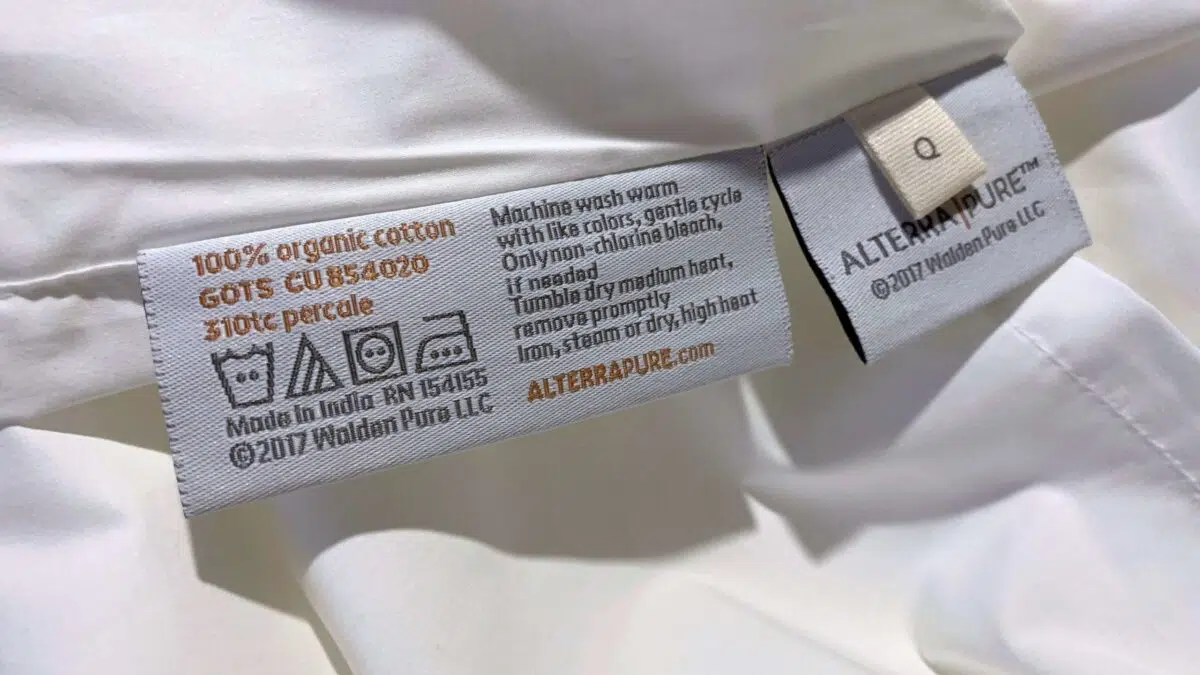 100% organic cotton
GOTS CU 854020
310tc percale
Made in India RN 154155
©2017 Walden Pure LLC
Machine wash warm
with like colors, gentle cycle
Only non-chlorine bleach,
if needed
Tumble dry medium heat,
remove promptly
Iron, steam or dry, high heat
ALTERRAPURE.com
Q
ALTERRA|PURE™
©2017 Walden Pure LLC